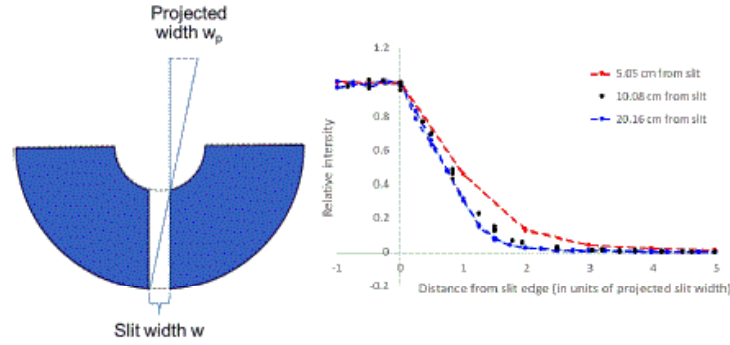 Projected
width wₚ
Slit width w
1.2
1
0.8
0.6
0.4
0.2
0
-0.2
-1
0
1
2
3
4
5
Relative intensity
5.05 cm from slit
10.08 cm from slit
20.16 cm from slit
Distance from slit edge (in units of projected slit width)